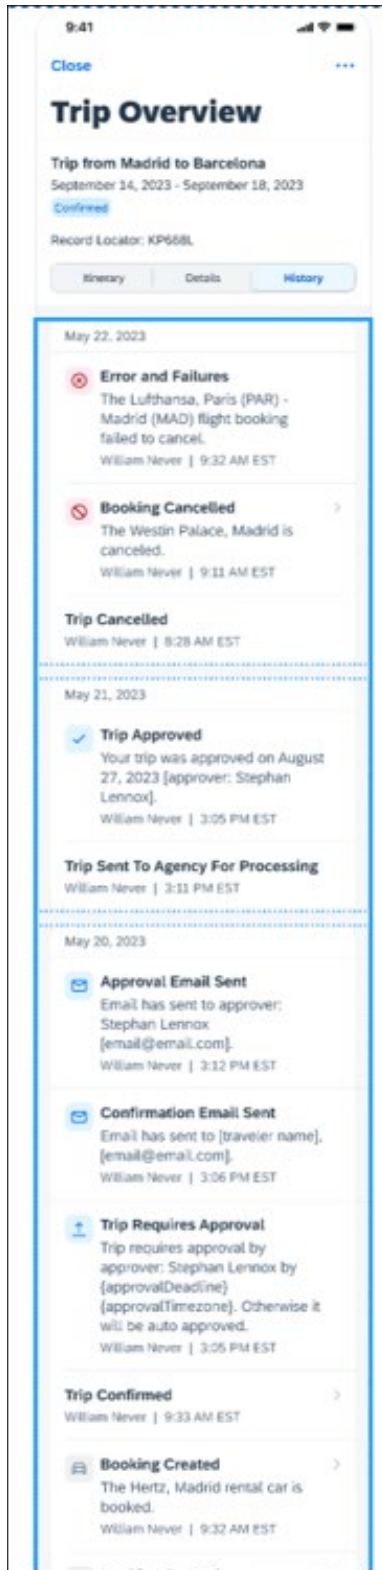 9:41
Close
Trip Overview
Trip from Madrid to Barcelona
September 14, 2023 - September 18, 2023
Confirmed
Record Locator: KP668L
Itinerary Details History
May 22, 2023
Error and Failures
The Lufthansa, Paris (PAR) -
Madrid (MAD) flight booking
failed to cancel.
William Never | 9:32 AM EST
Booking Cancelled
The Westin Palace, Madrid is
canceled.
William Never | 9:11 AM EST
Trip Cancelled
William Never | 8:28 AM EST
May 21, 2023
Trip Approved
Your trip was approved on August
27, 2023 [approver: Stephan
Lennox].
William Never | 3:05 PM EST
Trip Sent To Agency For Processing
William Never | 3:11 PM EST
May 20, 2023
Approval Email Sent
Email has sent to approver:
Stephan Lennox
[email@email.com].
William Never | 3:12 PM EST
Confirmation Email Sent
Email has sent to [traveler name],
[email@email.com].
William Never | 3:06 PM EST
Trip Requires Approval
Trip requires approval by
approver: Stephan Lennox by
{approvalDeadline}
{approvalTimezone}. Otherwise it
will be auto approved.
William Never | 3:05 PM EST
Trip Confirmed
William Never | 9:33 AM EST
Booking Created
The Hertz, Madrid rental car is
booked.
William Never | 9:32 AM EST